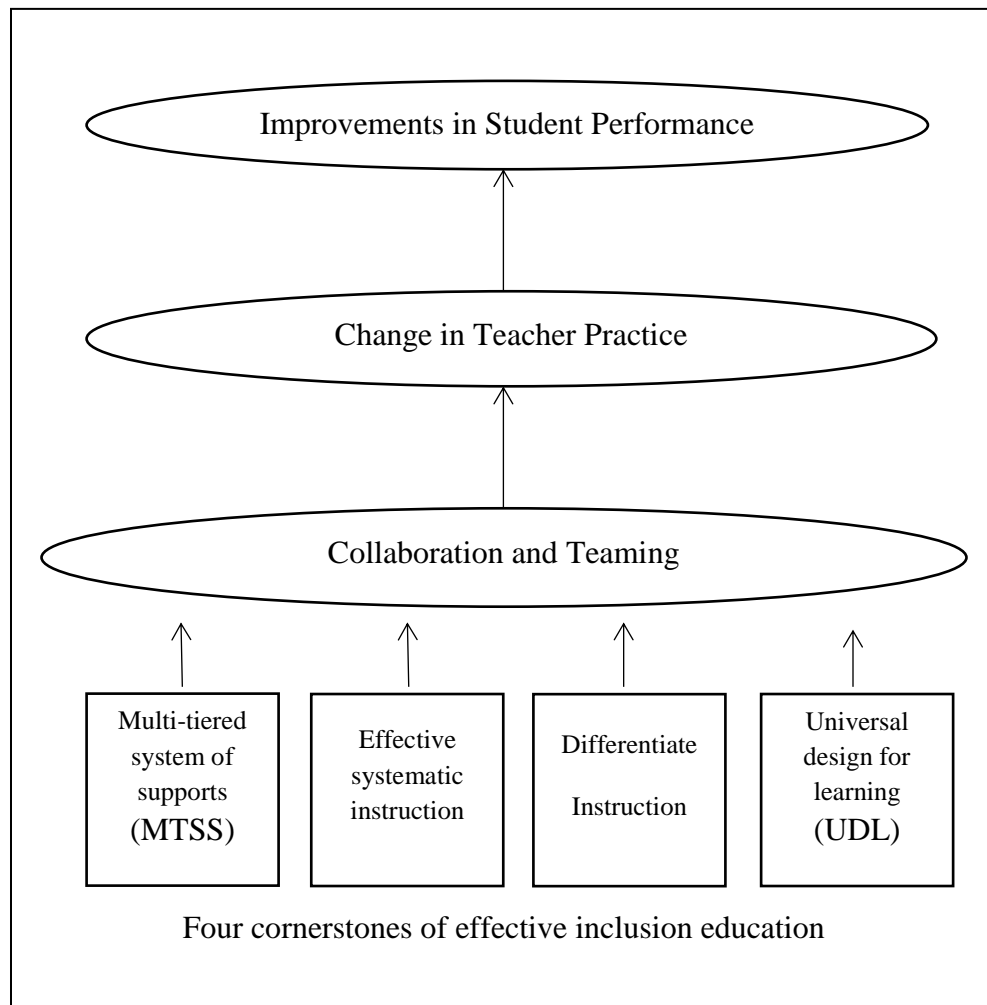 Improvements in Student Performance
Change in Teacher Practice
Collaboration and Teaming
Multi-tiered
system of
supports
(MTSS)
Effective
systematic
instruction
Differentiate
Instruction
Universal
design for
learning
(UDL)
Four cornerstones of effective inclusion education